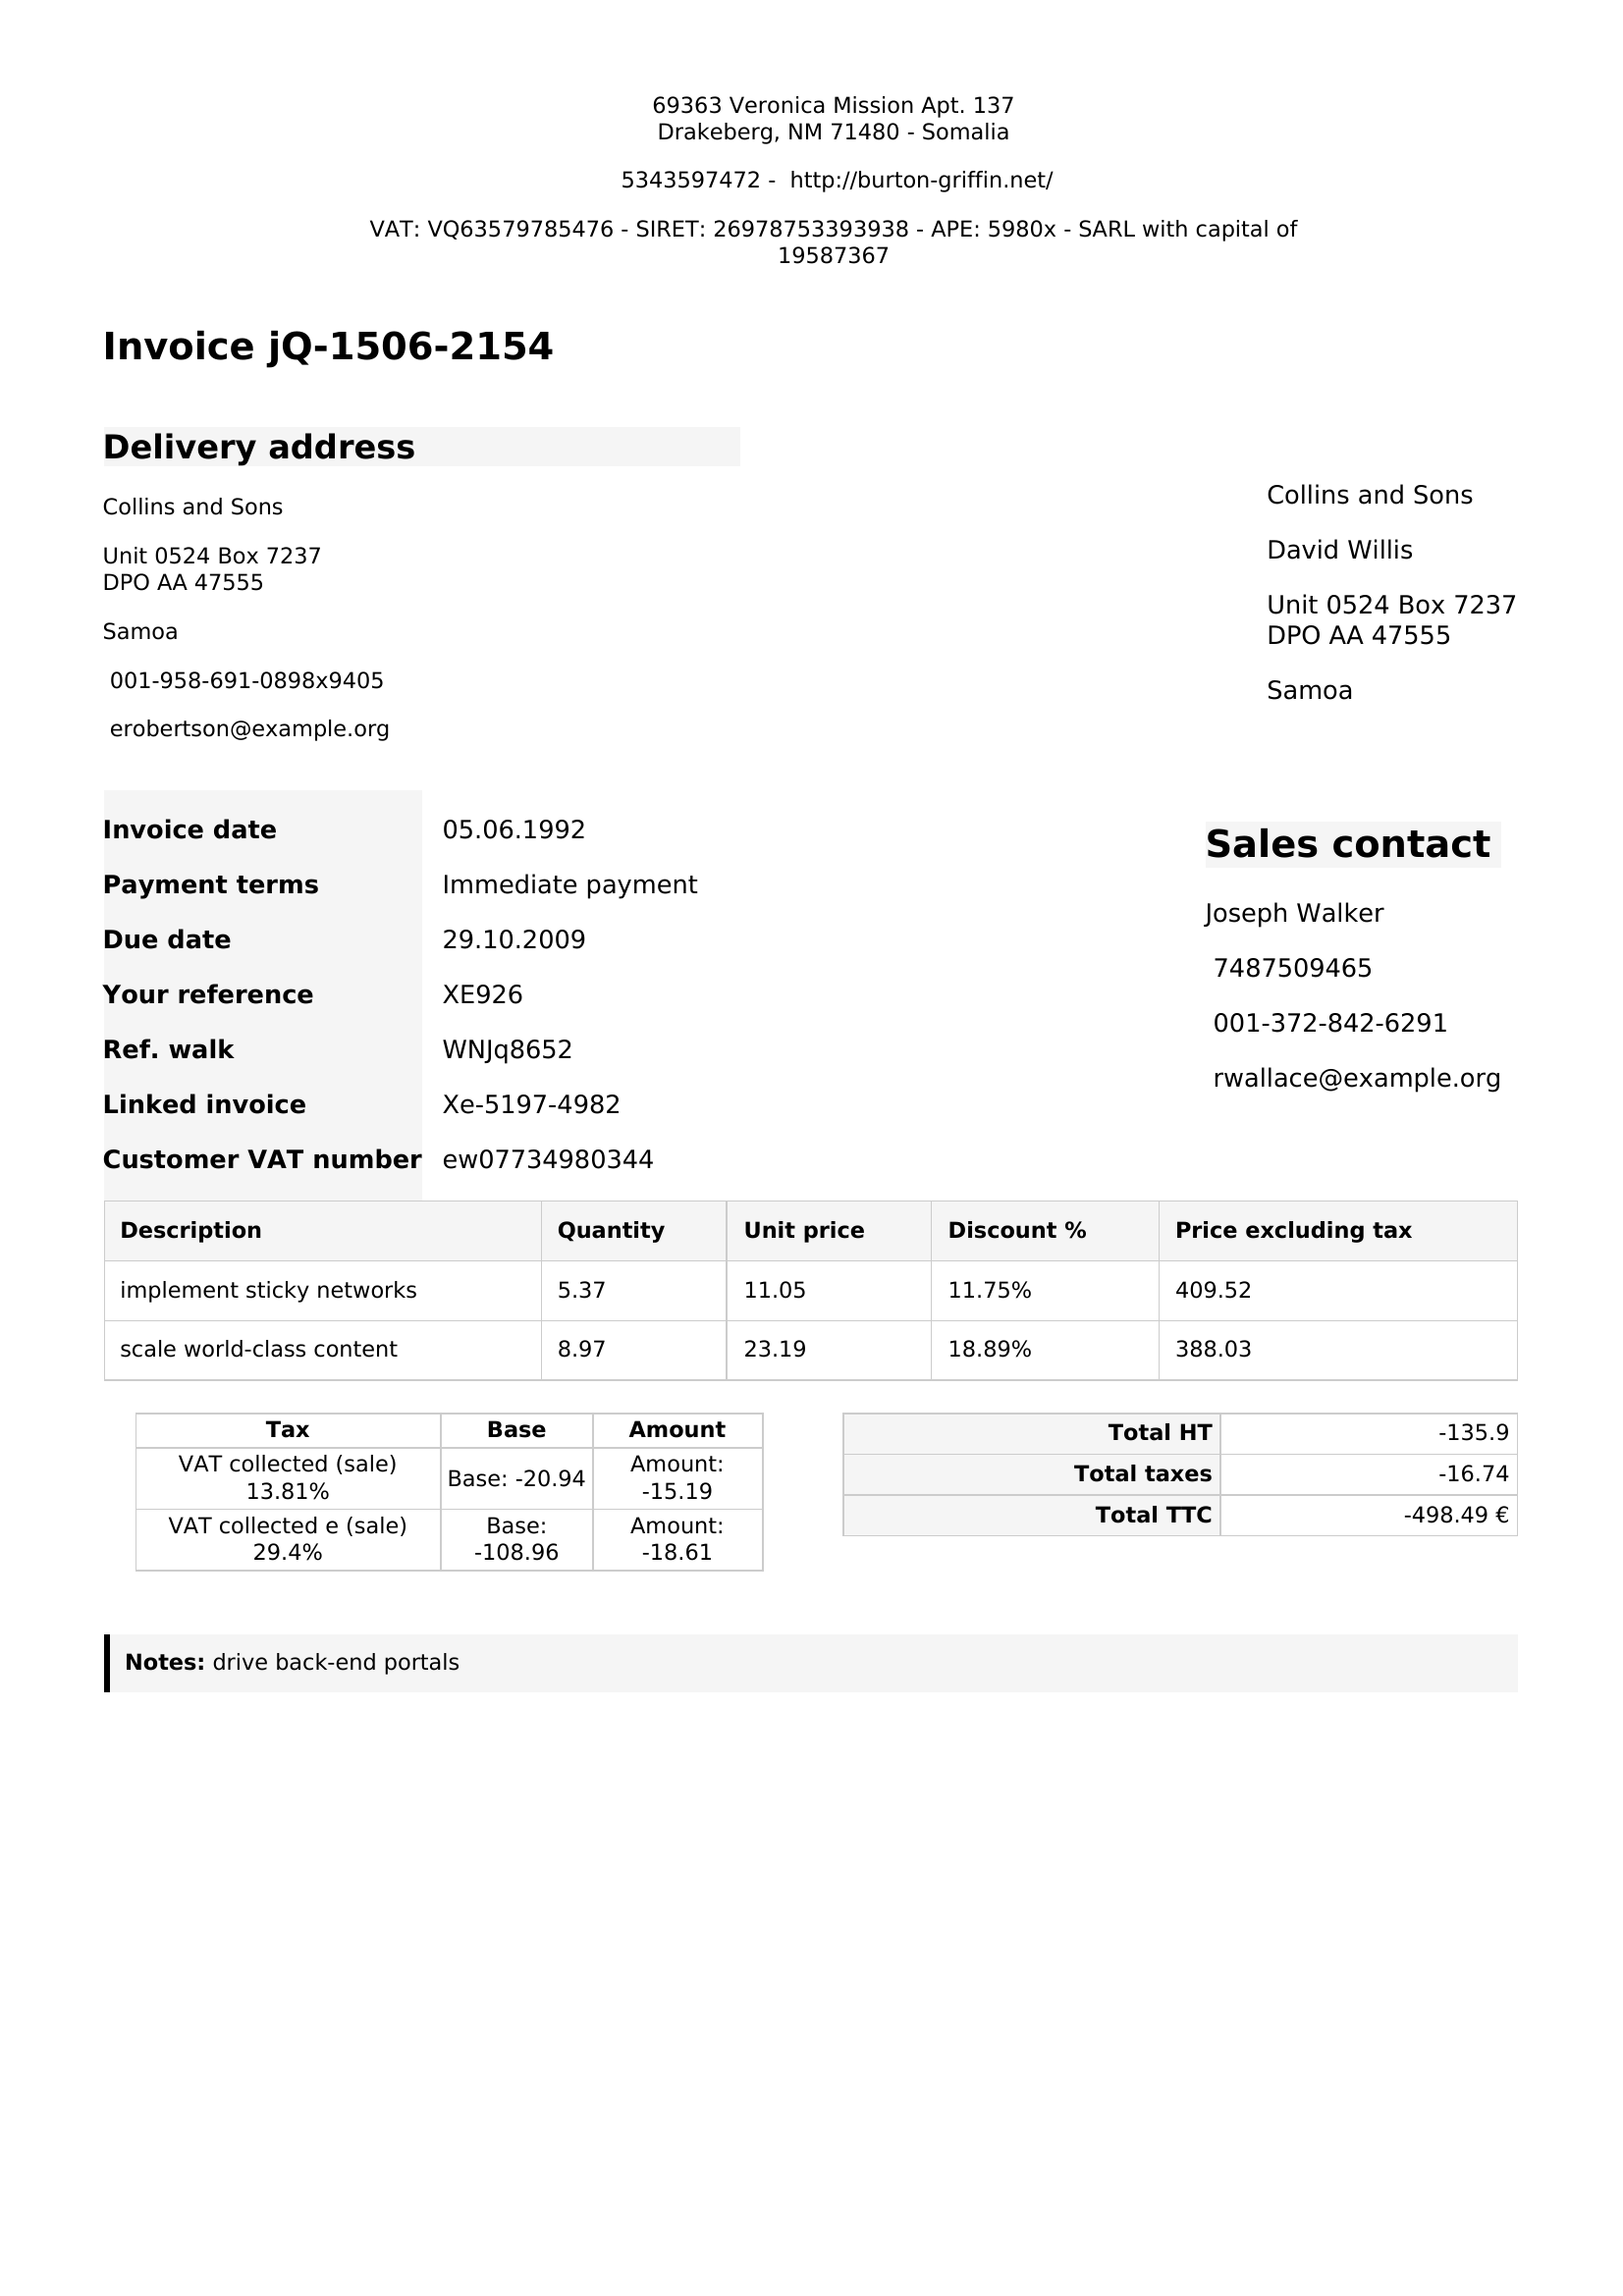 69363 Veronica Mission Apt. 137
Drakeberg, NM 71480 - Somalia
5343597472 - http://burton-griffin.net/
VAT: VQ63579785476 - SIRET: 26978753393938 - APE: 5980x - SARL with capital of
19587367
Invoice jQ-1506-2154
Delivery address
Collins and Sons
Unit 0524 Box 7237
DPO AA 47555
Samoa
001-958-691-0898x9405
erobertson@example.org
Collins and Sons
David Willis
Unit 0524 Box 7237
DPO AA 47555
Samoa
Invoice date 05.06.1992
Payment terms Immediate payment
Due date 29.10.2009
Your reference XE926
Ref. walk WNJq8652
Linked invoice Xe-5197-4982
Customer VAT number ew07734980344
Sales contact
Joseph Walker
7487509465
001-372-842-6291
rwallace@example.org
Description Quantity Unit price Discount % Price excluding tax
implement sticky networks 5.37 11.05 11.75% 409.52
scale world-class content 8.97 23.19 18.89% 388.03
Tax Base Amount
VAT collected (sale)
13.81%
Base: -20.94
Amount:
-15.19
VAT collected e (sale)
29.4%
Base:
-108.96
Amount:
-18.61
Total HT -135.9
Total taxes -16.74
Total TTC -498.49 €
Notes: drive back-end portals